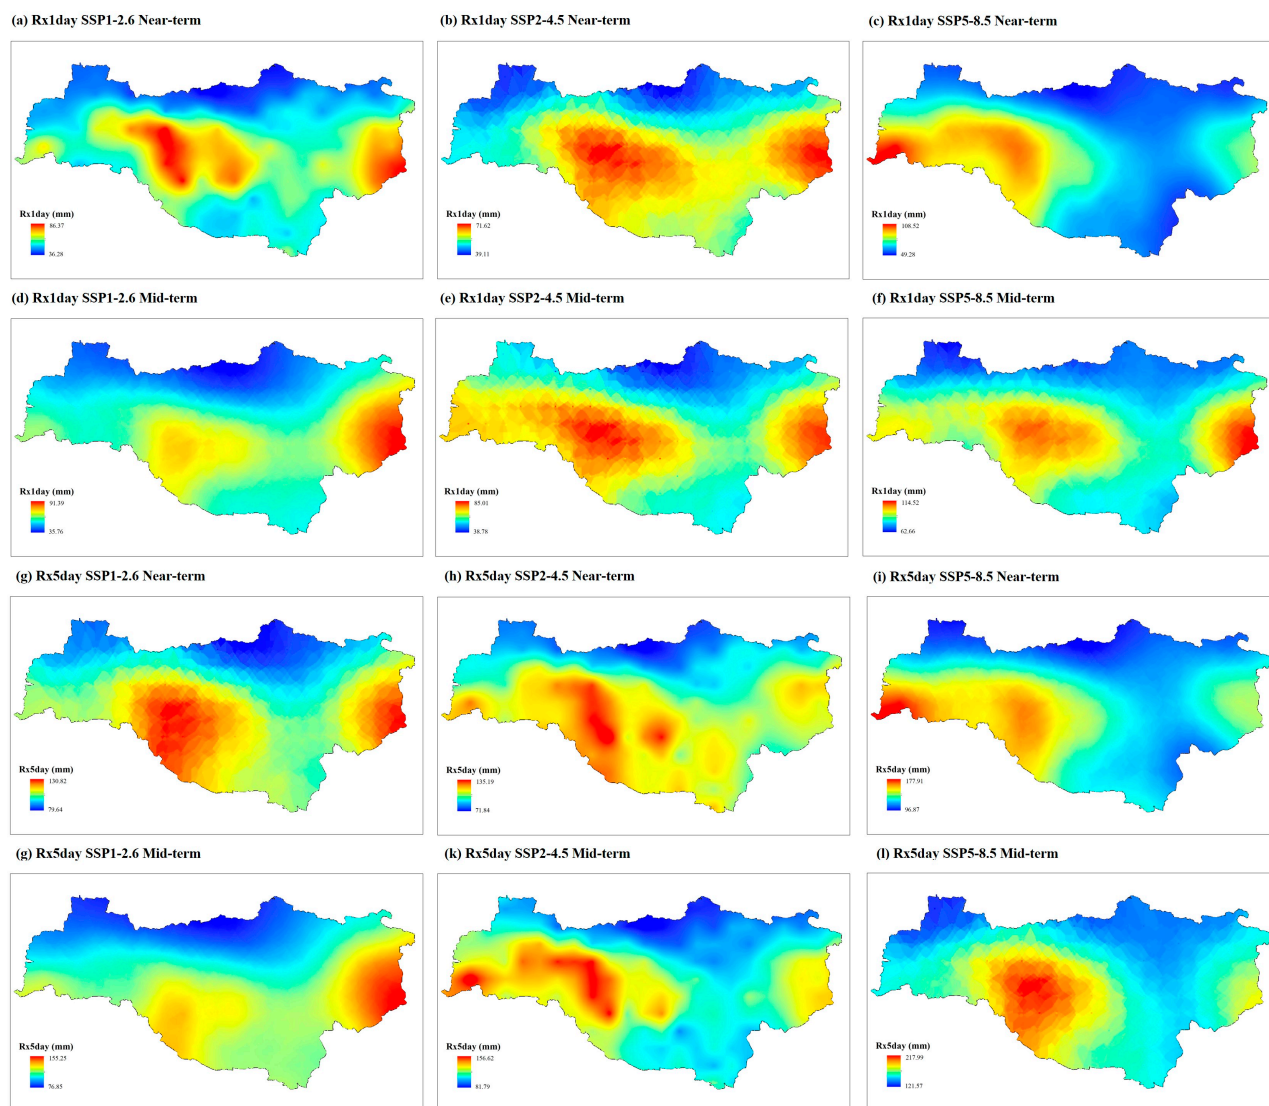 (a) Rx1day SSP1-2.6 Near-term
(b) Rx1day SSP2-4.5 Near-term
(c) Rx1day SSP5-8.5 Near-term
Rx1day (mm)
86.37
36.28
Rx1day (mm)
71.62
39.11
Rx1day (mm)
108.52
49.28
(d) Rx1day SSP1-2.6 Mid-term
(e) Rx1day SSP2-4.5 Mid-term
(f) Rx1day SSP5-8.5 Mid-term
Rx1day (mm)
91.39
35.76
Rx1day (mm)
85.01
38.78
Rx1day (mm)
114.52
62.66
(g) Rx5day SSP1-2.6 Near-term
(h) Rx5day SSP2-4.5 Near-term
(i) Rx5day SSP5-8.5 Near-term
Rx5day (mm)
130.82
79.64
Rx5day (mm)
135.19
71.84
Rx5day (mm)
177.91
96.87
(g) Rx5day SSP1-2.6 Mid-term
(k) Rx5day SSP2-4.5 Mid-term
(l) Rx5day SSP5-8.5 Mid-term
Rx5day (mm)
155.25
76.85
Rx5day (mm)
156.62
81.79
Rx5day (mm)
217.99
121.57